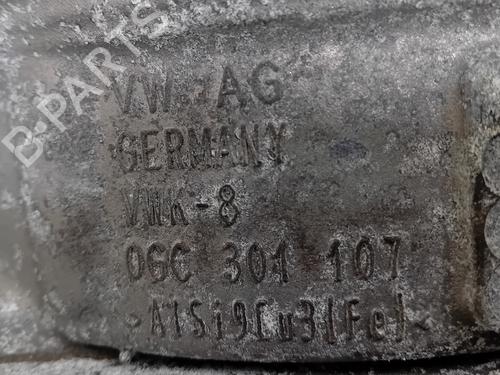 B-PARTS
VW AG
GERMANY
VWK-8
0GC 301 107
>AlSi9Cu3(Fe)<